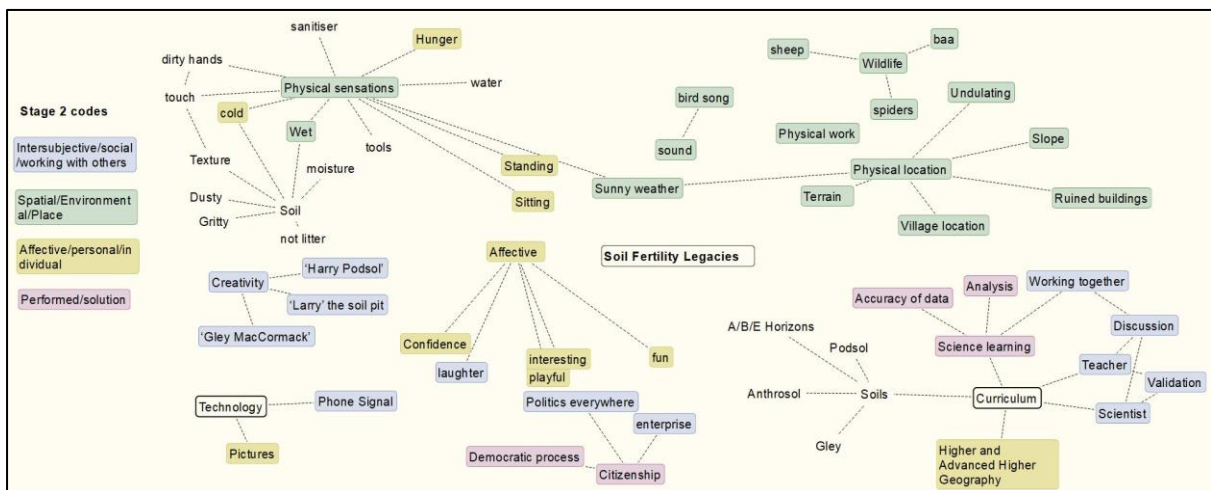 sanitiser
Hunger
dirty hands
Physical sensations
water
touch
cold
Wet
tools
Texture
moisture
Dusty
Soil
Gritty
not litter
Standing
Sitting
bird song
sound
Sunny weather
sheep
baa
Wildlife
spiders
Undulating
Physical work
Slope
Physical location
Terrain
Ruined buildings
Village location
Stage 2 codes
Intersubjective/social
/working with others
Spatial/Environment
al/Place
Affective/personal/in
dividual
Performed/solution
Soil Fertility Legacies
'Harry Podsol'
Creativity
'Larry' the soil pit
'Gley MacCormack'
Affective
Confidence
laughter
interesting
playful
fun
Technology
Phone Signal
Pictures
Politics everywhere
enterprise
Democratic process
Citizenship
A/B/E Horizons
Podsol
Anthrosol
Soils
Gley
Accuracy of data
Analysis
Working together
Science learning
Discussion
Teacher
Validation
Curriculum
Scientist
Higher and
Advanced Higher
Geography